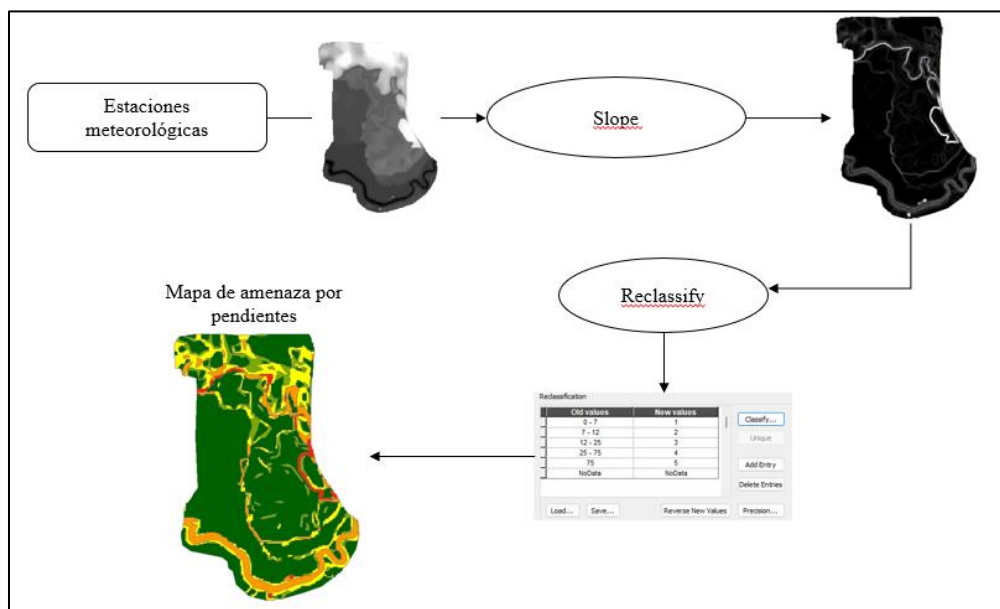 Estaciones
meteorológicas
Slope
Reclassify
Mapa de amenaza por
pendientes
Reclassification
Old values New values
0 - 7 1
7 - 12 2
12 - 25 3
25 - 75 4
75 5
NoData NoData
Classify...
Unique
Add Entry
Delete Entries
Load... Save... Reverse New Values Precision...